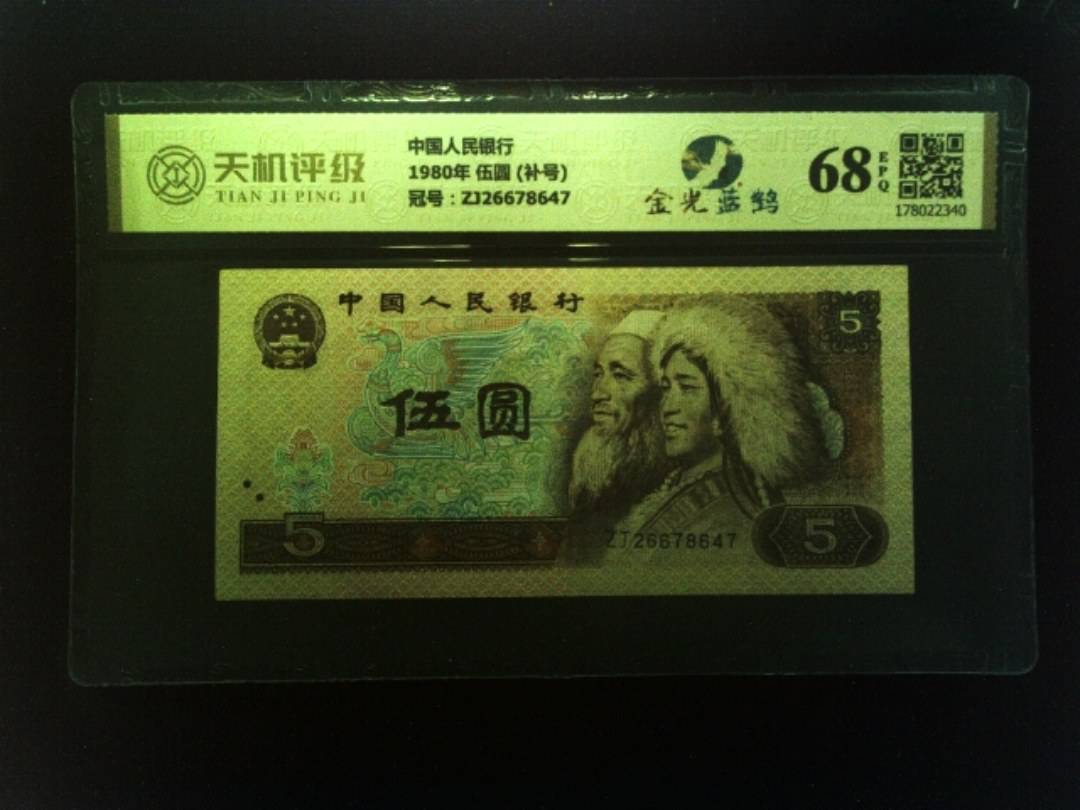 天机评级
TIAN JI PING JI
中国人民银行
1980年 伍圆 (补号)
冠号：ZJ26678647
金光蓝鹤
68
EPQ
178022340
中国人民银行
5
伍圆
5
ZJ26678647
5